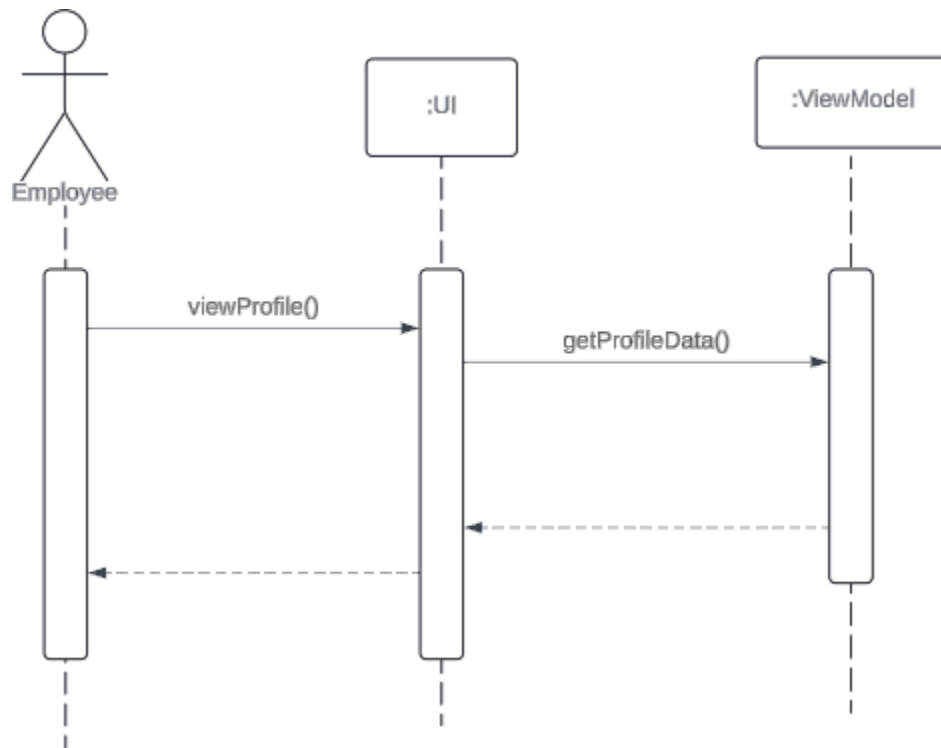 :UI
:ViewModel
Employee
viewProfile()
getProfileData()